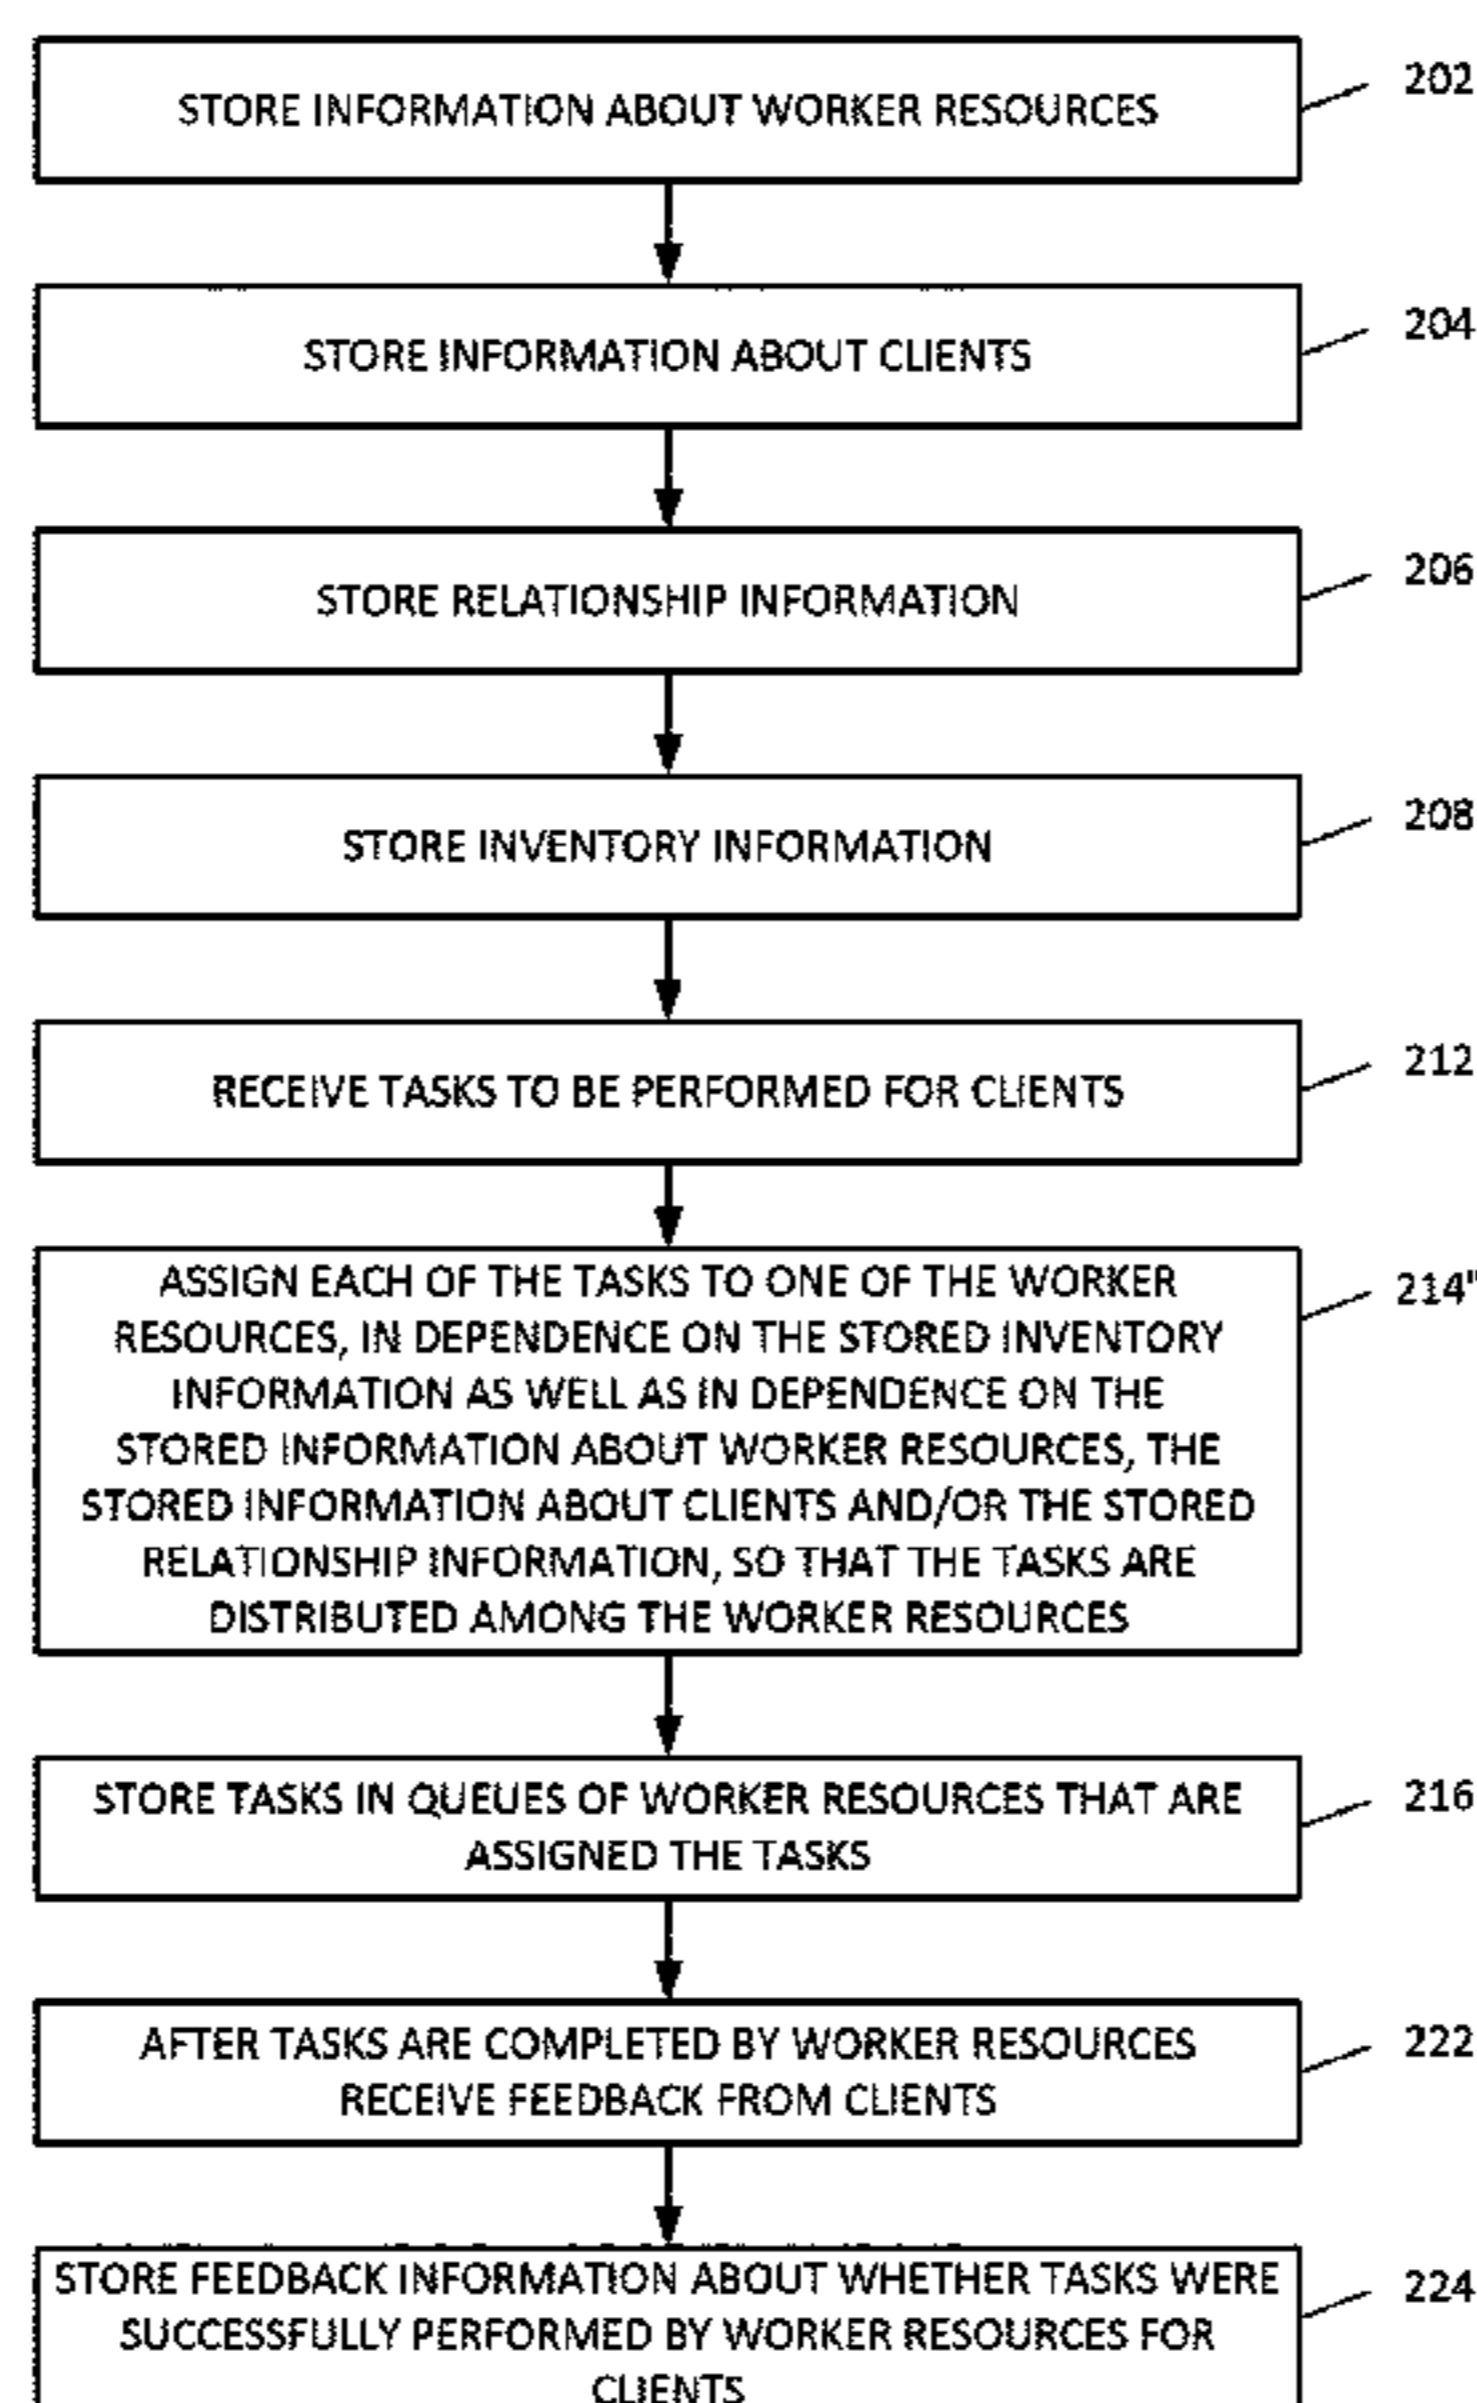 STORE INFORMATION ABOUT WORKER RESOURCES
202
STORE INFORMATION ABOUT CLIENTS
204
STORE RELATIONSHIP INFORMATION
206
STORE INVENTORY INFORMATION
208
RECEIVE TASKS TO BE PERFORMED FOR CLIENTS
212
ASSIGN EACH OF THE TASKS TO ONE OF THE WORKER
RESOURCES, IN DEPENDENCE ON THE STORED INVENTORY
INFORMATION AS WELL AS IN DEPENDENCE ON THE
STORED INFORMATION ABOUT WORKER RESOURCES, THE
STORED INFORMATION ABOUT CLIENTS AND/OR THE STORED
RELATIONSHIP INFORMATION, SO THAT THE TASKS ARE
DISTRIBUTED AMONG THE WORKER RESOURCES
214"
STORE TASKS IN QUEUES OF WORKER RESOURCES THAT ARE
ASSIGNED THE TASKS
216
AFTER TASKS ARE COMPLETED BY WORKER RESOURCES
RECEIVE FEEDBACK FROM CLIENTS
222
STORE FEEDBACK INFORMATION ABOUT WHETHER TASKS WERE
SUCCESSFULLY PERFORMED BY WORKER RESOURCES FOR
CLIENTS
224